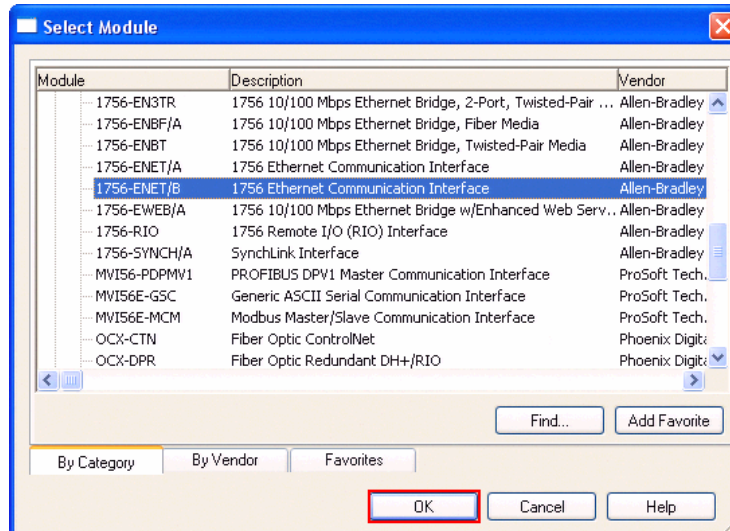 Select Module
Module Description Vendor
1756-EN3TR 1756 10/100 Mbps Ethernet Bridge, 2-Port, Twisted-Pair ... Allen-Bradley
1756-ENBF/A 1756 10/100 Mbps Ethernet Bridge, Fiber Media Allen-Bradley
1756-ENBT 1756 10/100 Mbps Ethernet Bridge, Twisted-Pair Media Allen-Bradley
1756-ENET/A 1756 Ethernet Communication Interface Allen-Bradley
1756-ENET/B 1756 Ethernet Communication Interface Allen-Bradley
1756-EWEB/A 1756 10/100 Mbps Ethernet Bridge w/Enhanced Web Serv... Allen-Bradley
1756-RIO 1756 Remote I/O (RIO) Interface Allen-Bradley
1756-SYNCH/A SynchLink Interface Allen-Bradley
MVI56-PDPMV1 PROFIBUS DPV1 Master Communication Interface ProSoft Tech.
MVI56E-GSC Generic ASCII Serial Communication Interface ProSoft Tech.
MVI56E-MCM Modbus Master/Slave Communication Interface ProSoft Tech.
OCX-CTN Fiber Optic ControlNet Phoenix Digita
OCX-DPR Fiber Optic Redundant DH+/RIO Phoenix Digita
Find... Add Favorite
By Category By Vendor Favorites
OK Cancel Help